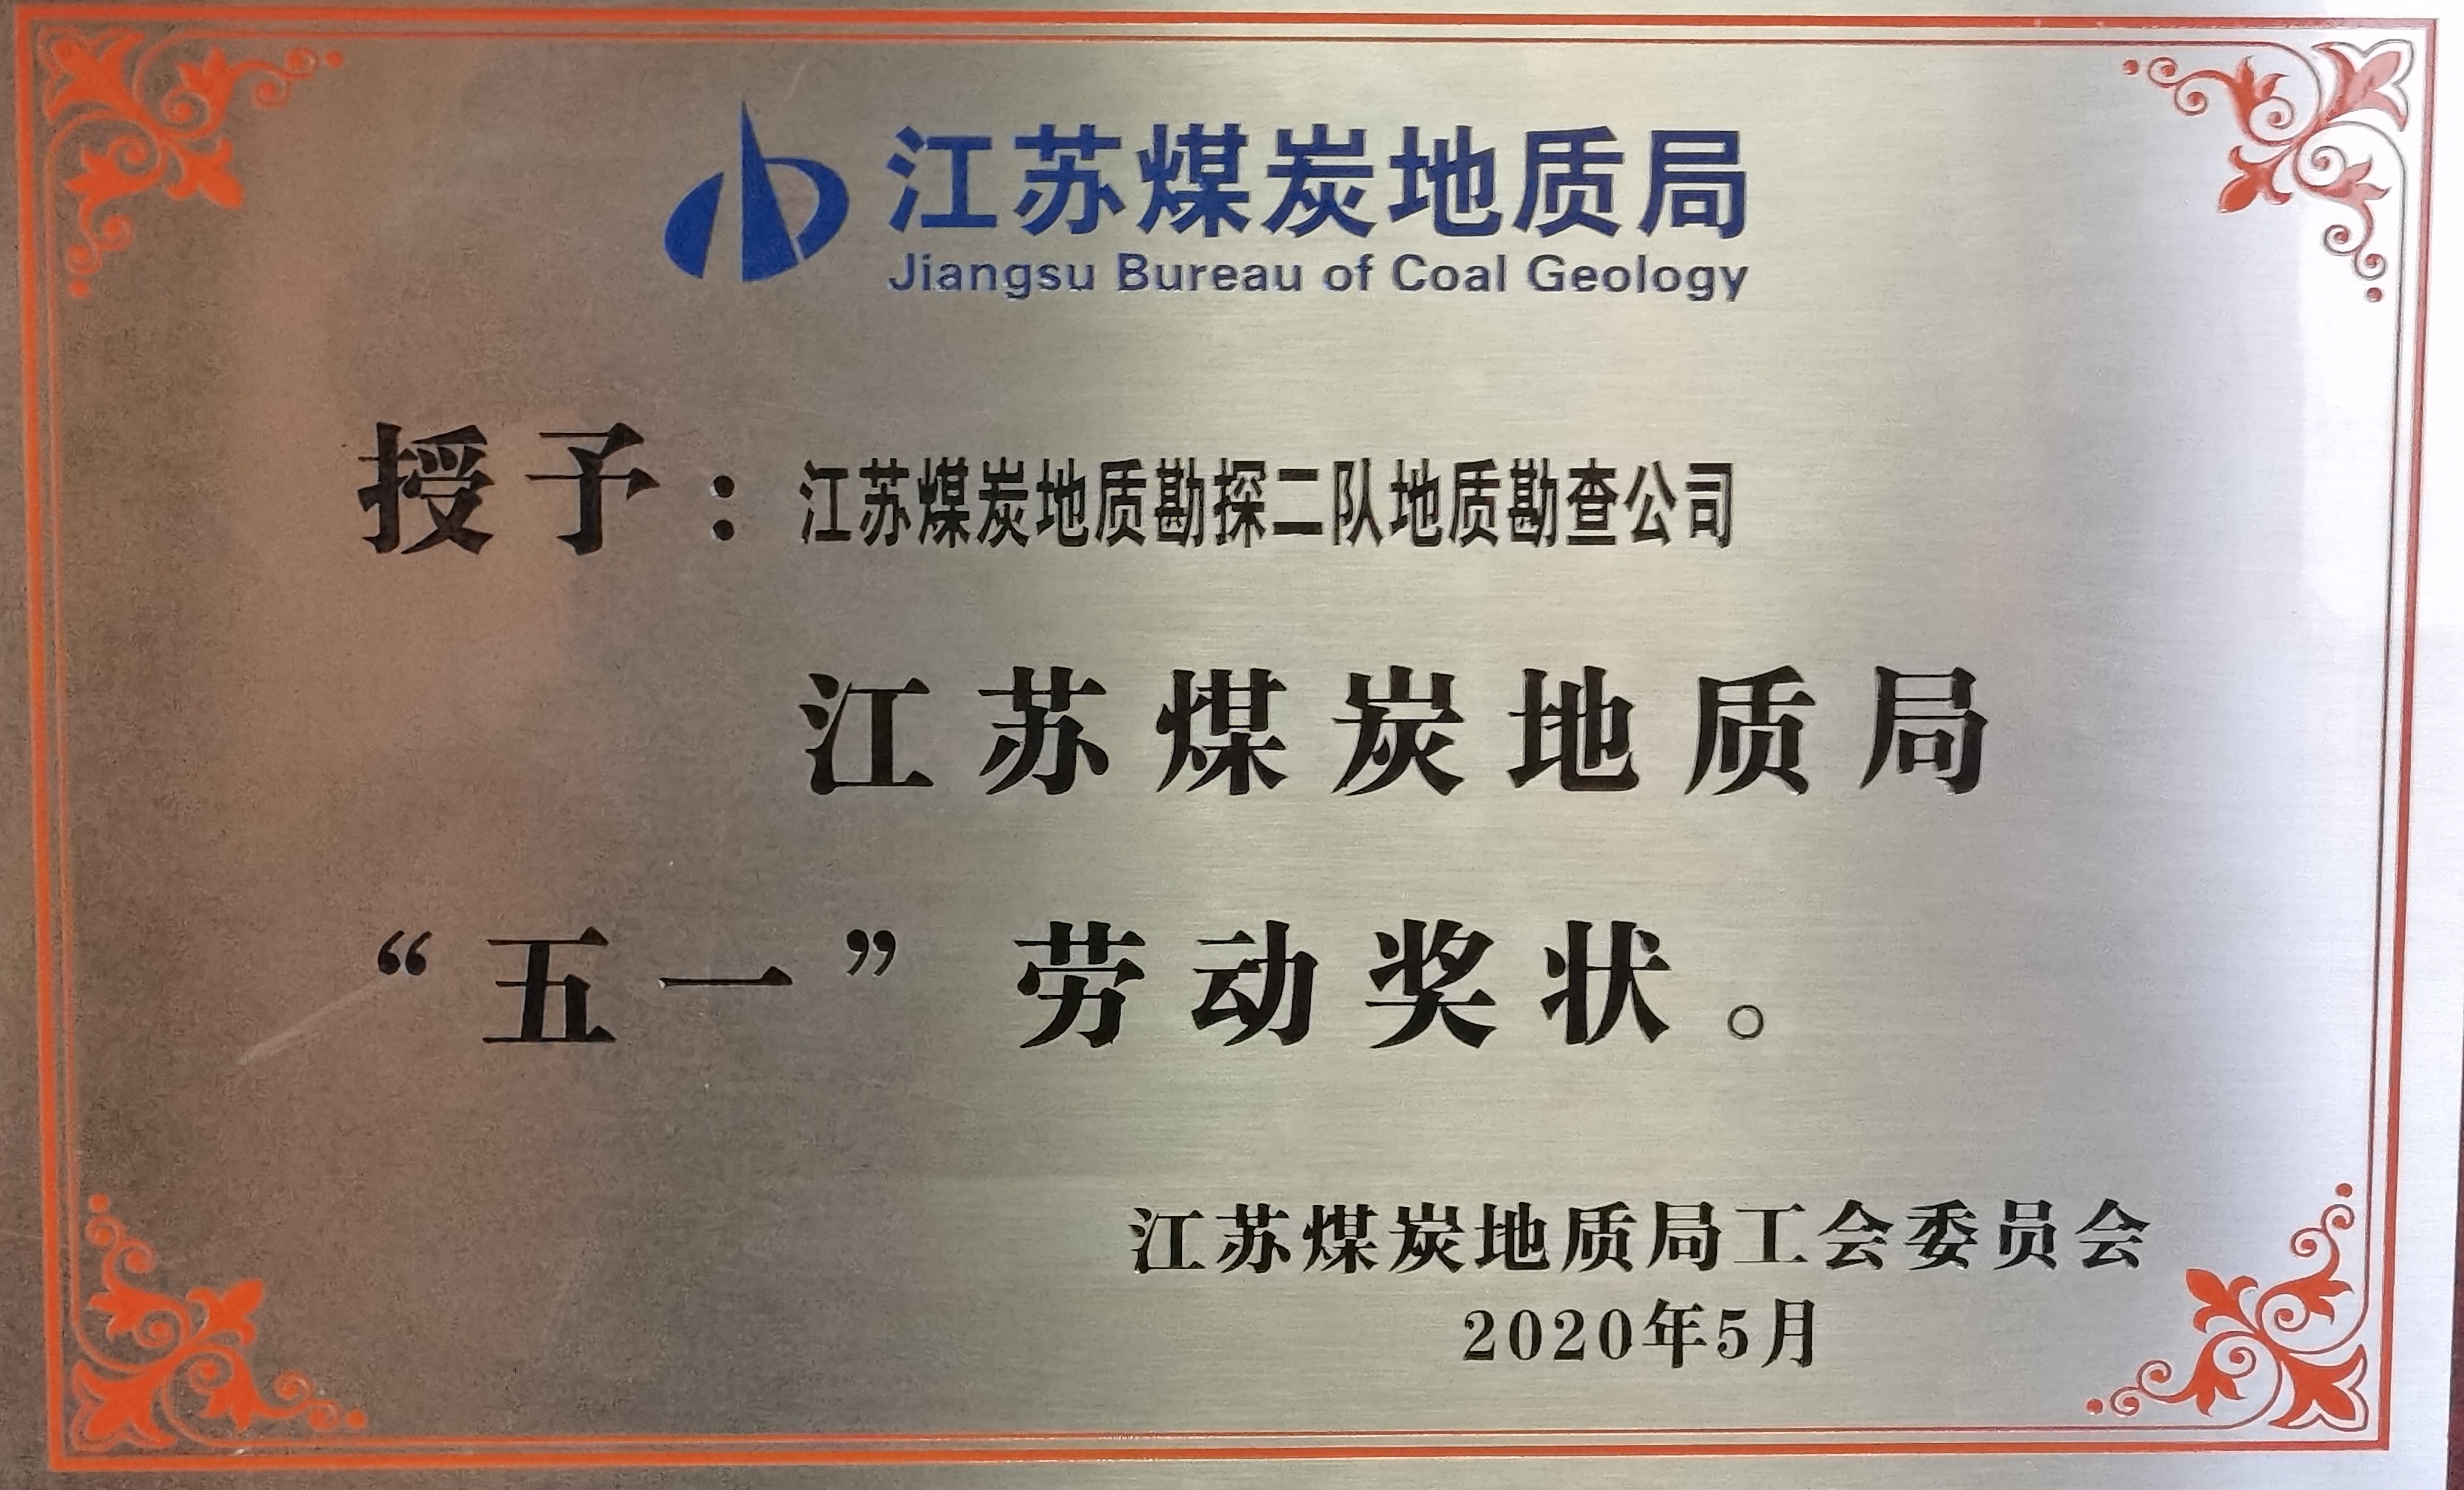 江苏煤炭地质局
Jiangsu Bureau of Coal Geology
授予：江苏煤炭地质勘探二队地质勘查公司
江苏煤炭地质局
“五一”劳动奖状。
江苏煤炭地质局工会委员会
2020年5月